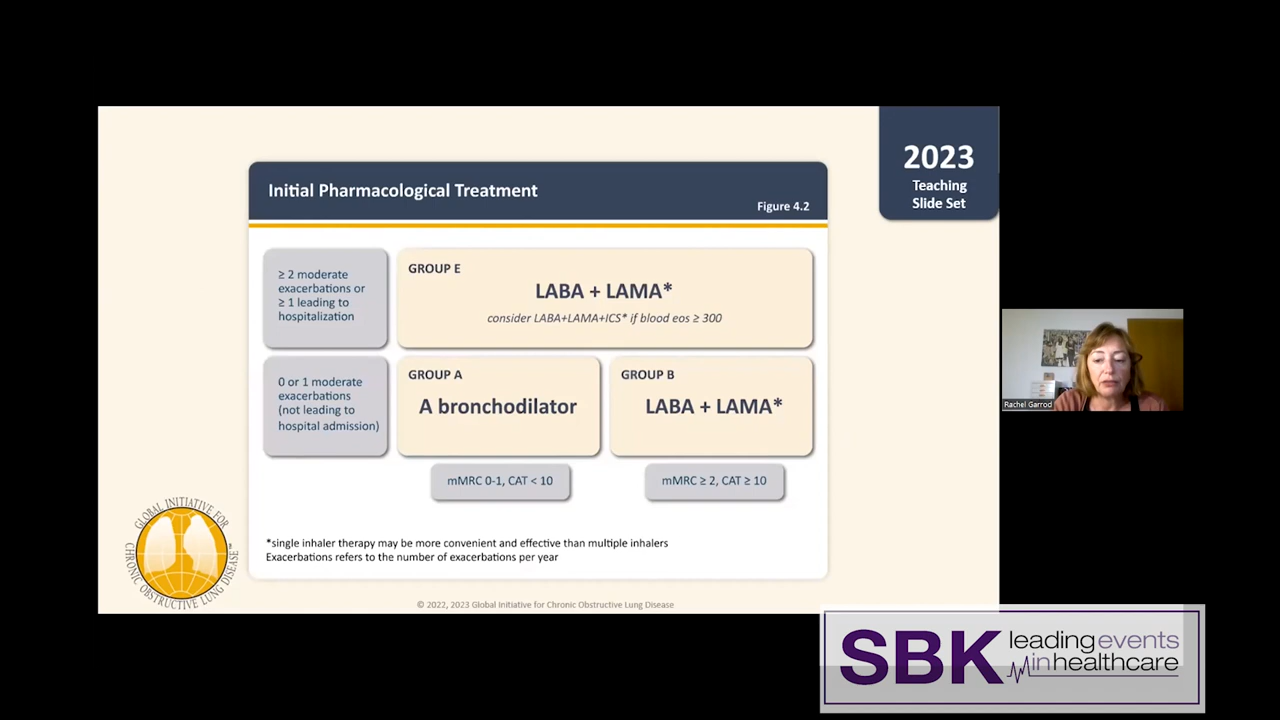 2023
Teaching
Slide Set
Initial Pharmacological Treatment
Figure 4.2
≥ 2 moderate
exacerbations or
≥ 1 leading to
hospitalization
GROUP E
LABA + LAMA*
consider LABA+LAMA+ICS* if blood eos ≥ 300
0 or 1 moderate
exacerbations
(not leading to
hospital admission)
GROUP A
A bronchodilator
GROUP B
LABA + LAMA*
mMRC 0-1, CAT < 10
mMRC ≥ 2, CAT ≥ 10
*single inhaler therapy may be more convenient and effective than multiple inhalers
Exacerbations refers to the number of exacerbations per year
GLOBAL INITIATIVE FOR
CHRONIC OBSTRUCTIVE LUNG DISEASE™
© 2022, 2023 Global Initiative for Chronic Obstructive Lung Disease
Rachel Garrod
SBK
leading events
in healthcare